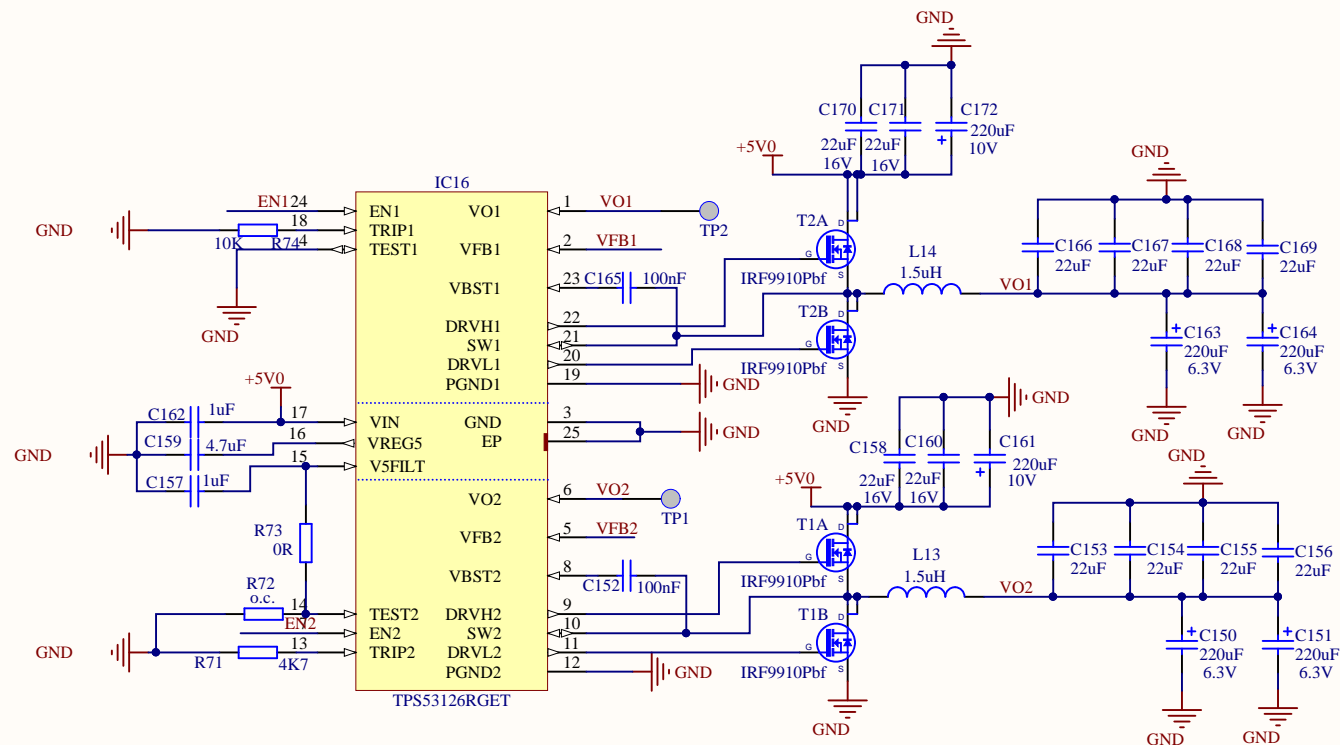 GND
C170
C171
C172
220uF
10V
22uF
22uF
16V
16V
+5V0
GND
IC16
EN1
24
EN1
VO1
1
VO1
TP2
18
TRIP1
GND
10K
R74
4
TEST1
VFB1
2
VFB1
GND
VBST1
23
C165
100nF
T2A
D
G
S
IRF9910Pbf
L14
1.5uH
VO1
C166
22uF
C167
22uF
C168
22uF
C169
22uF
DRVH1
22
SW1
21
DRVL1
20
PGND1
19
GND
T2B
D
G
S
IRF9910Pbf
GND
C163
220uF
6.3V
C164
220uF
6.3V
GND
GND
+5V0
C162
1uF
17
VIN
GND
3
C159
4.7uF
16
VREG5
EP
25
GND
GND
C157
1uF
15
V5FILT
GND
C158
C160
C161
220uF
10V
22uF
22uF
16V
16V
+5V0
VO2
6
VO2
TP1
R73
0R
VFB2
5
VFB2
VBST2
8
C152
100nF
T1A
D
G
S
IRF9910Pbf
L13
1.5uH
VO2
GND
C153
22uF
C154
22uF
C155
22uF
C156
22uF
R72
o.c.
14
TEST2
DRVH2
9
EN2
7
EN2
SW2
10
GND
R71
4K7
13
TRIP2
DRVL2
11
PGND2
12
GND
T1B
D
G
S
IRF9910Pbf
GND
C150
220uF
6.3V
C151
220uF
6.3V
GND
GND
TPS53126RGET